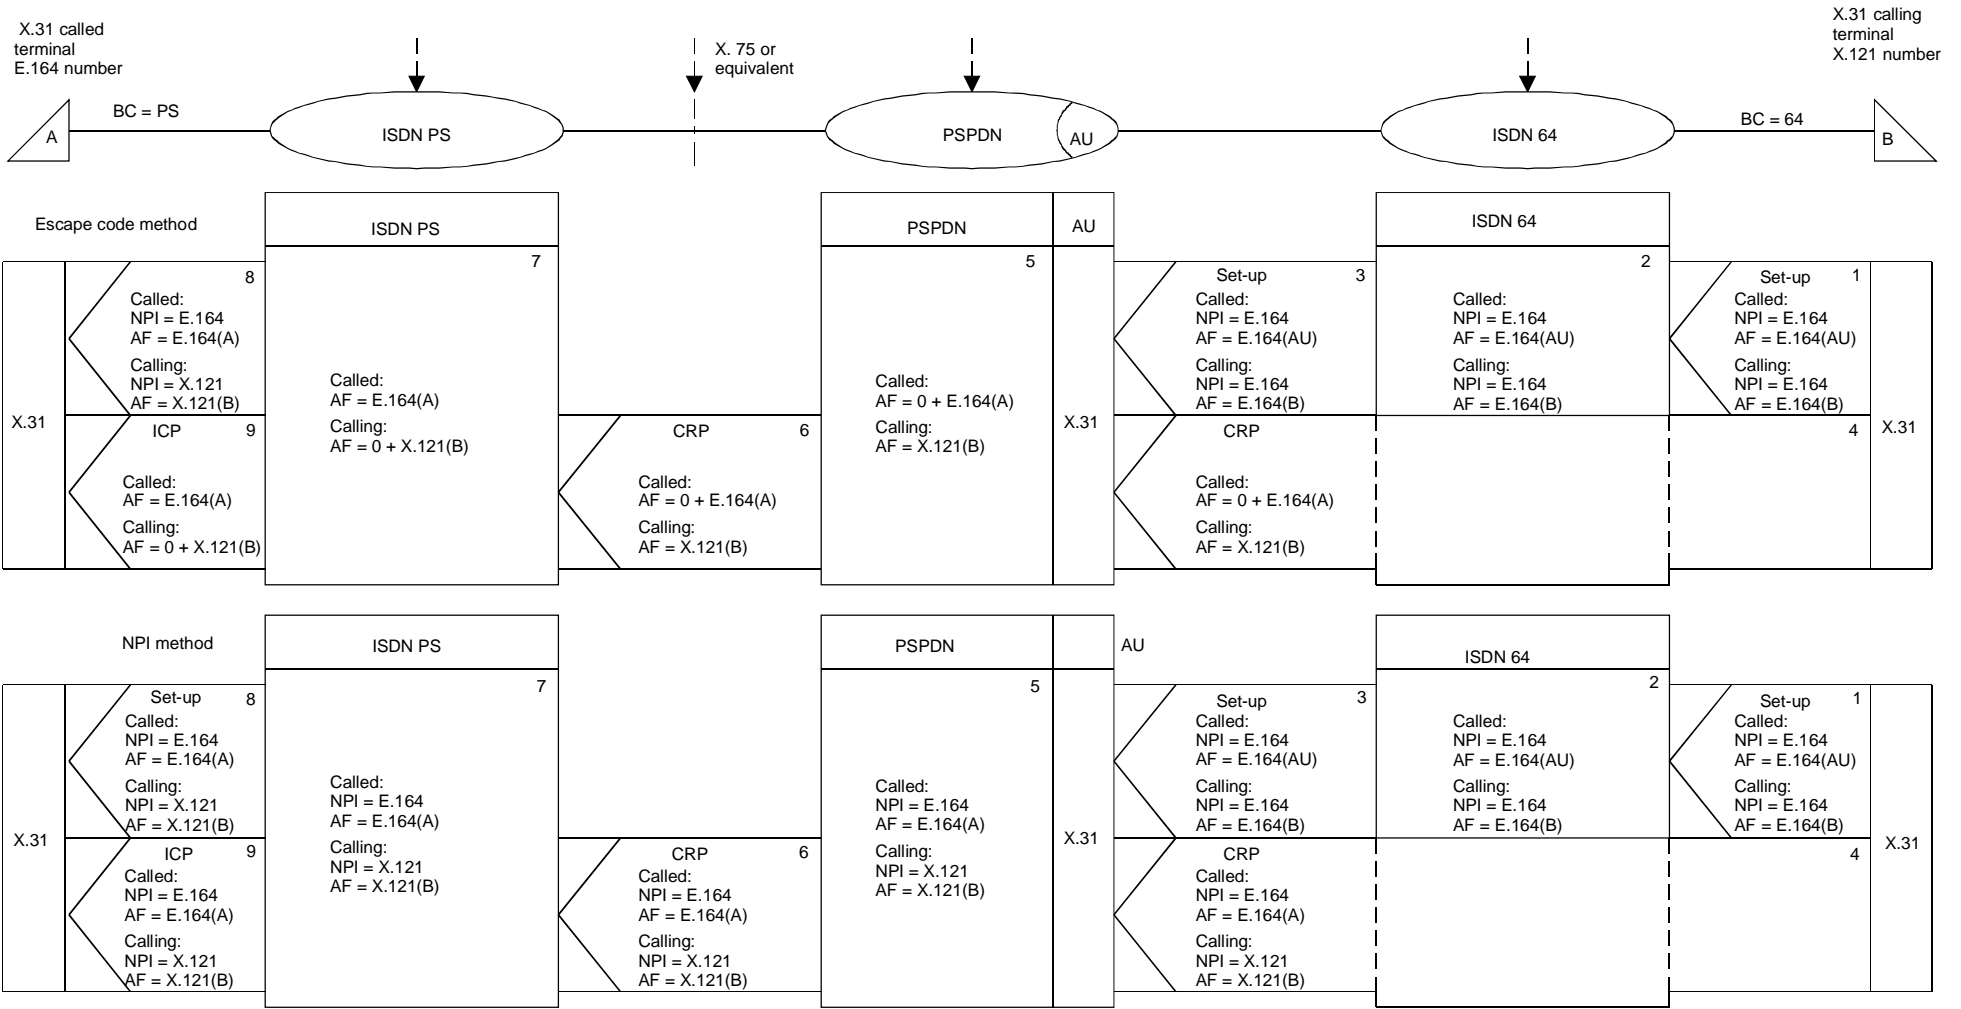 X.31 called
terminal
E.164 number
X. 75 or
equivalent
X.31 calling
terminal
X.121 number
A
BC = PS
ISDN PS
PSPDN
AU
ISDN 64
BC = 64
B
Escape code method
ISDN PS
PSPDN
AU
ISDN 64
X.31
8
Called:
NPI = E.164
AF = E.164(A)
Calling:
NPI = X.121
AF = X.121(B)
ICP 9
Called:
AF = E.164(A)
Calling:
AF = 0 + X.121(B)
7
Called:
AF = E.164(A)
Calling:
AF = 0 + X.121(B)
CRP 6
Called:
AF = 0 + E.164(A)
Calling:
AF = X.121(B)
5
Called:
AF = 0 + E.164(A)
Calling:
AF = X.121(B)
X.31
Set-up 3
Called:
NPI = E.164
AF = E.164(AU)
Calling:
NPI = E.164
AF = E.164(B)
CRP
Called:
AF = 0 + E.164(A)
Calling:
AF = X.121(B)
2
Called:
NPI = E.164
AF = E.164(AU)
Calling:
NPI = E.164
AF = E.164(B)
Set-up 1
Called:
NPI = E.164
AF = E.164(AU)
Calling:
NPI = E.164
AF = E.164(B)
4
X.31
NPI method
ISDN PS
PSPDN
AU
ISDN 64
X.31
Set-up 8
Called:
NPI = E.164
AF = E.164(A)
Calling:
NPI = X.121
AF = X.121(B)
ICP 9
Called:
NPI = E.164
AF = E.164(A)
Calling:
NPI = X.121
AF = X.121(B)
7
Called:
NPI = E.164
AF = E.164(A)
Calling:
NPI = X.121
AF = X.121(B)
CRP 6
Called:
NPI = E.164
AF = E.164(A)
Calling:
NPI = X.121
AF = X.121(B)
5
Called:
NPI = E.164
AF = E.164(A)
Calling:
NPI = X.121
AF = X.121(B)
X.31
Set-up 3
Called:
NPI = E.164
AF = E.164(AU)
Calling:
NPI = E.164
AF = E.164(B)
CRP
Called:
NPI = E.164
AF = E.164(A)
Calling:
NPI = X.121
AF = X.121(B)
2
Called:
NPI = E.164
AF = E.164(AU)
Calling:
NPI = E.164
AF = E.164(B)
Set-up 1
Called:
NPI = E.164
AF = E.164(AU)
Calling:
NPI = E.164
AF = E.164(B)
4
X.31